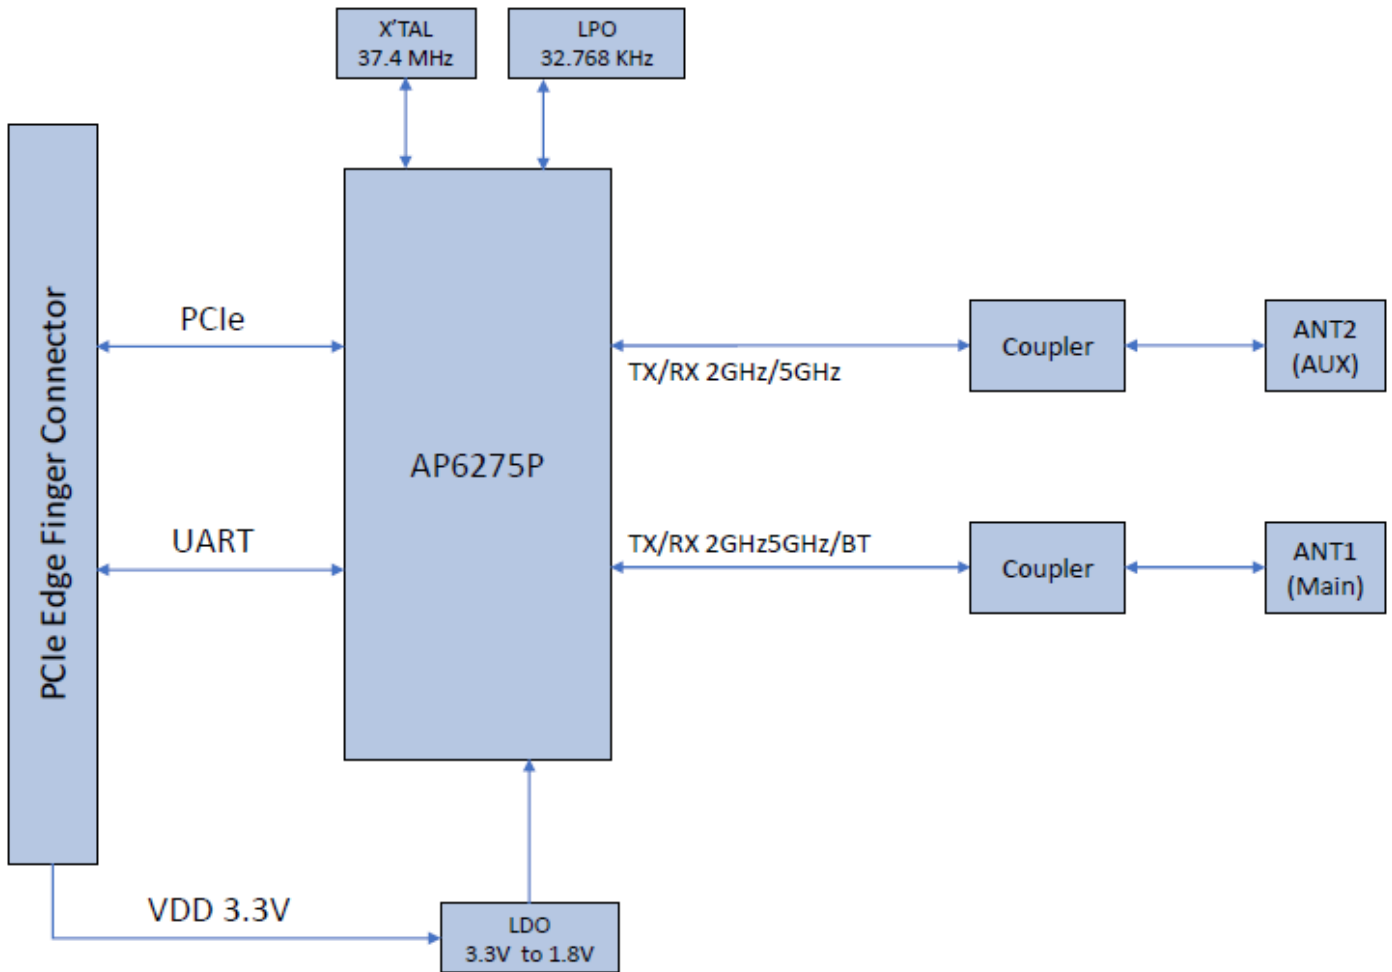 X'TAL
37.4 MHz
LPO
32.768 KHz
PCIe Edge Finger Connector
PCIe
UART
AP6275P
TX/RX 2GHz/5GHz
Coupler
ANT2
(AUX)
TX/RX 2GHz5GHz/BT
Coupler
ANT1
(Main)
VDD 3.3V
LDO
3.3V to 1.8V